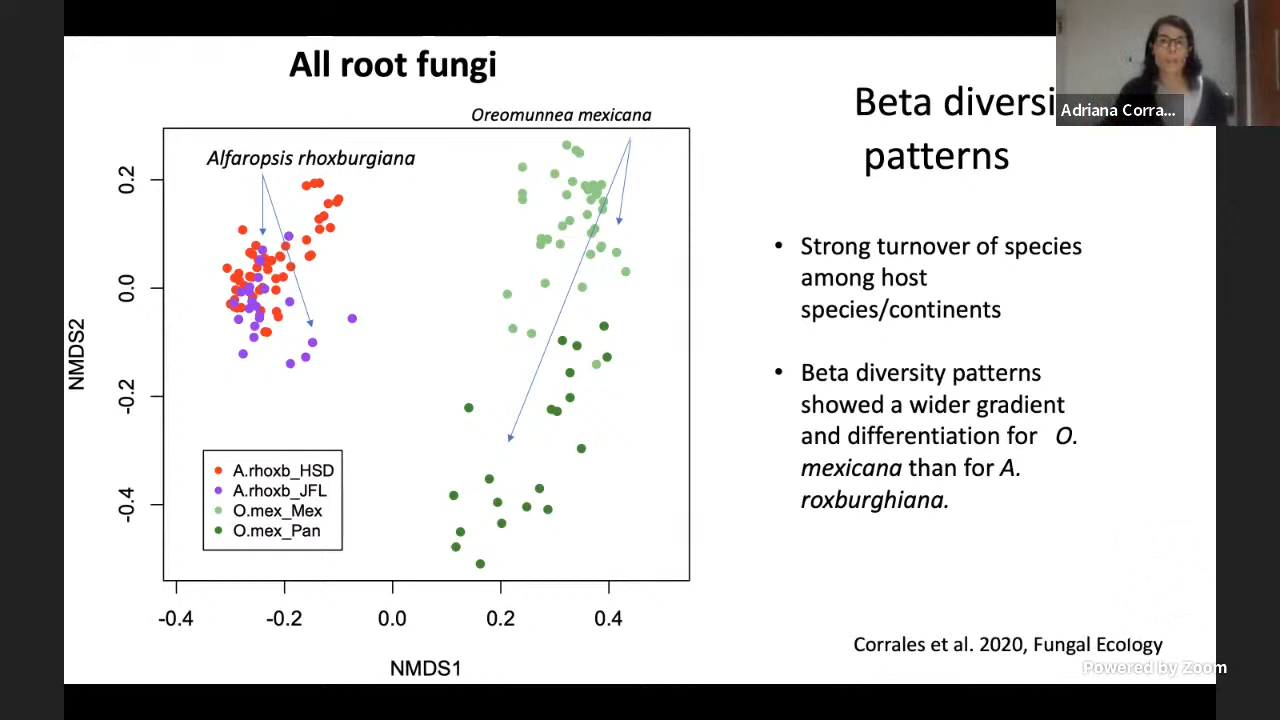 All root fungi
Oreomunnea mexicana
Alfaropsis rhoxburgiana
0.2
0.0
-0.2
-0.4
NMDS2
A.rhoxb_HSD
A.rhoxb_JFL
O.mex_Mex
O.mex_Pan
-0.4
-0.2
0.0
0.2
0.4
NMDS1
Beta diversi
patterns
Adriana Corra...
• Strong turnover of species
among host
species/continents
• Beta diversity patterns
showed a wider gradient
and differentiation for O.
mexicana than for A.
roxburghiana.
Corrales et al. 2020, Fungal Ecology
Powered by Zoom